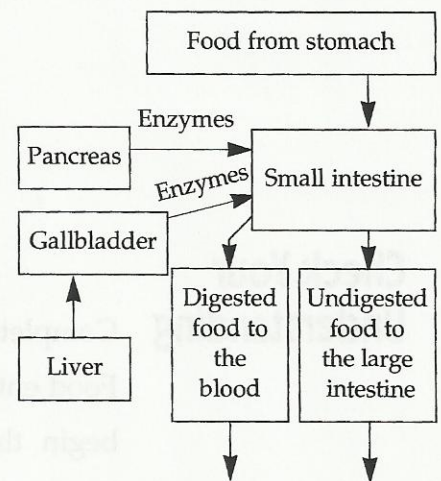 Food from stomach
Enzymes
Pancreas
Enzymes
Small intestine
Gallbladder
Liver
Digested
food to
the
blood
Undigested
food to
the large
intestine